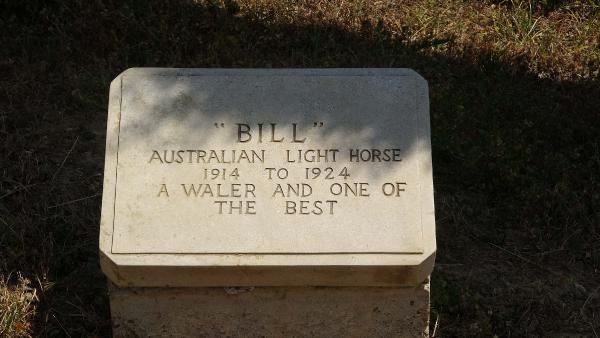 "BILL"
AUSTRALIAN LIGHT HORSE
1914 TO 1924
A WALER AND ONE OF
THE BEST